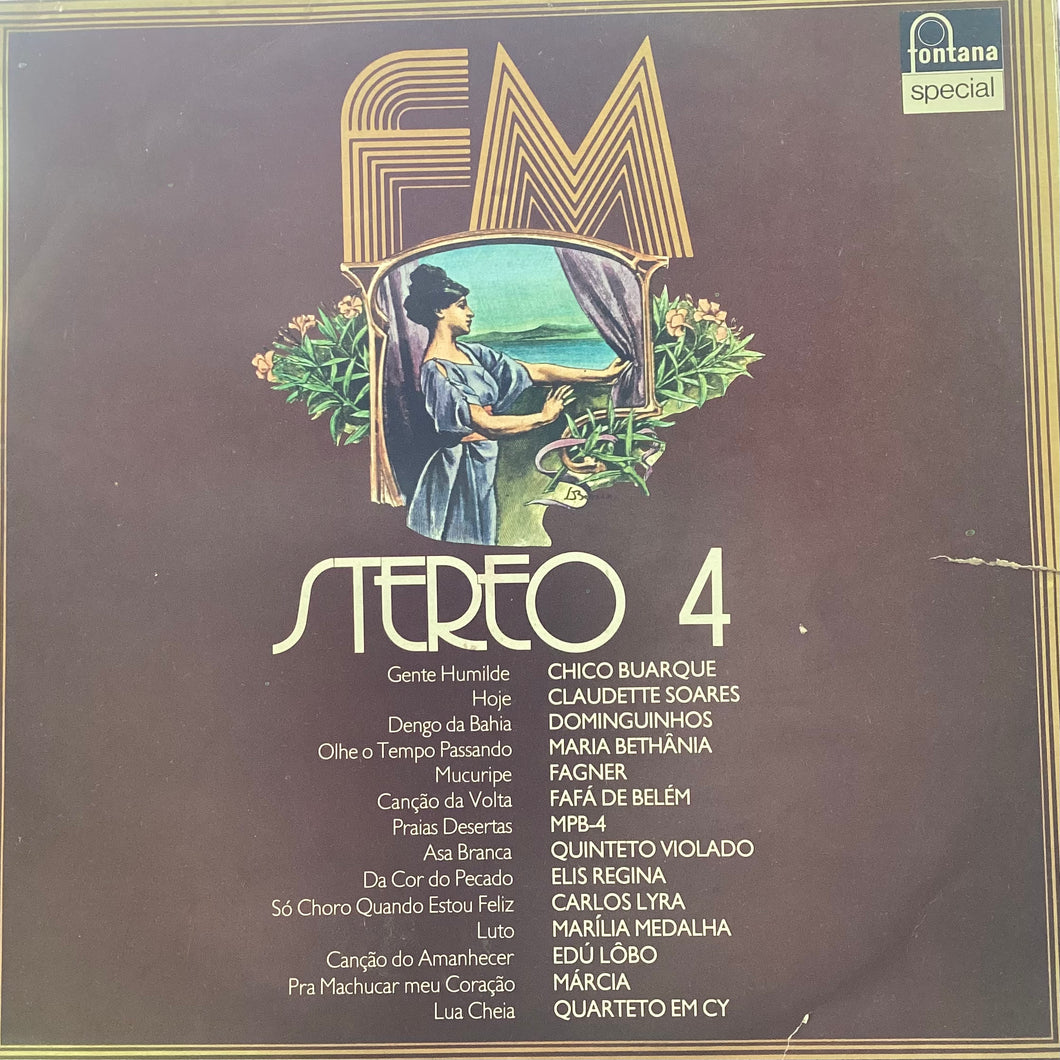 FM
fontana
special
STEREO 4
Gente Humilde CHICO BUARQUE
Hoje CLAUDETTE SOARES
Dengo da Bahia DOMINGUINHOS
Olhe o Tempo Passando MARIA BETHÂNIA
Mucuripe FAGNER
Canção da Volta FAFÁ DE BELÉM
Praias Desertas MPB-4
Asa Branca QUINTETO VIOLADO
Da Cor do Pecado ELIS REGINA
Só Choro Quando Estou Feliz CARLOS LYRA
Luto MARÍLIA MEDALHA
Canção do Amanhecer EDÚ LÔBO
Pra Machucar meu Coração MÁRCIA
Lua Cheia QUARTETO EM CY